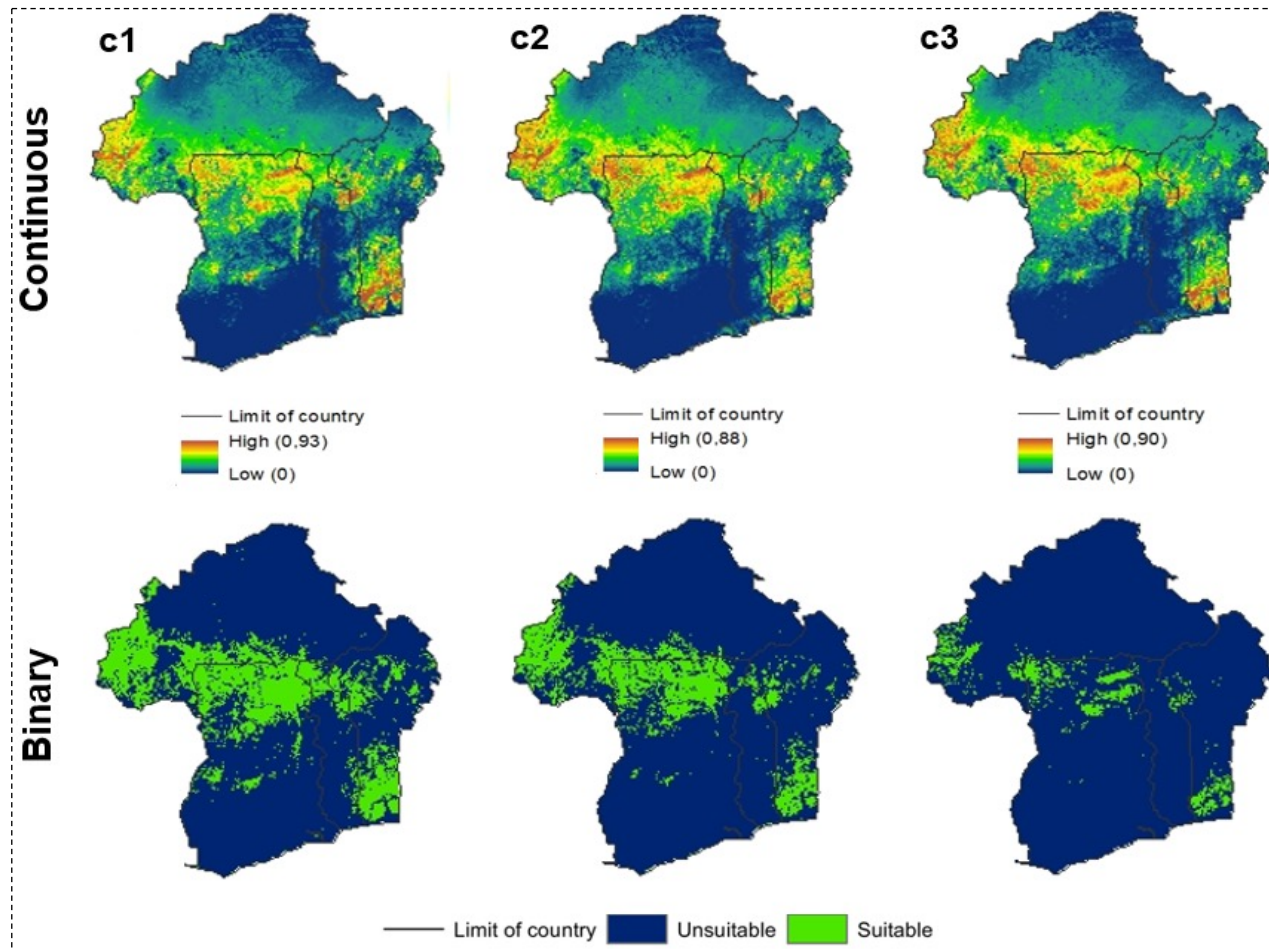 c1
c2
c3
Continuous
Limit of country
High (0,93)
Low (0)
Limit of country
High (0,88)
Low (0)
Limit of country
High (0,90)
Low (0)
Binary
Limit of country
Unsuitable
Suitable